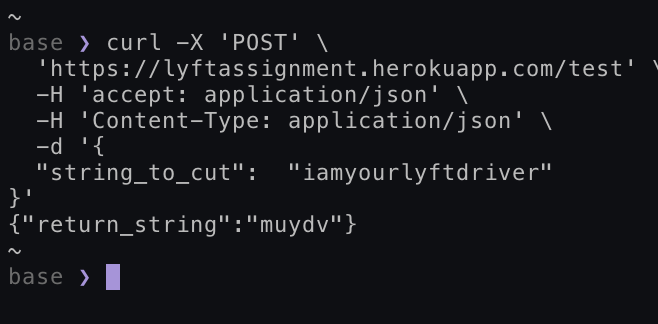 ~
base ❯ curl -X 'POST' \
  'https://lyftassignment.herokuapp.com/test' \
  -H 'accept: application/json' \
  -H 'Content-Type: application/json' \
  -d '{
  "string_to_cut":  "iamyourlyftdriver"
}'
{"return_string":"muydv"}
~
base ❯